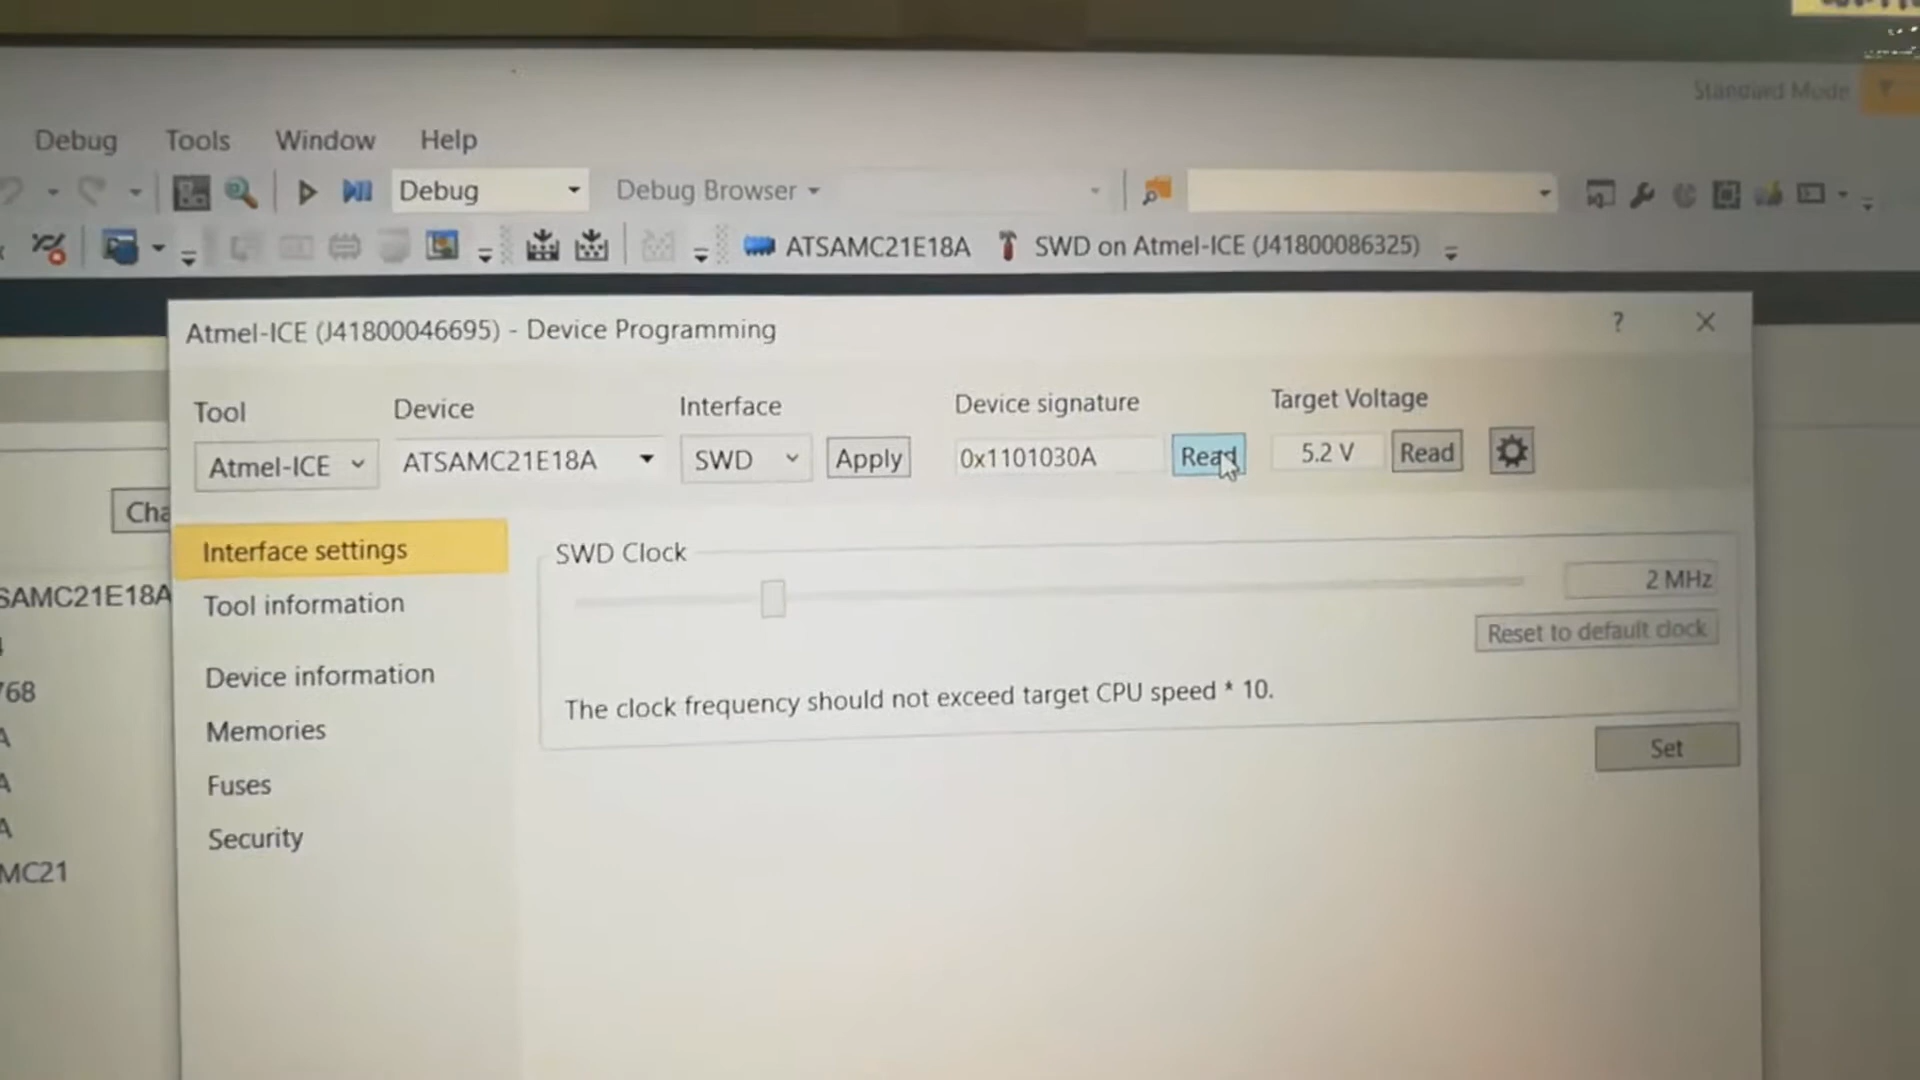 Standard Mode
Debug Tools Window Help
Debug Debug Browser
ATSAMC21E18A SWD on Atmel-ICE (J41800086325)
Atmel-ICE (J41800046695) - Device Programming ?
Tool Device Interface Device signature Target Voltage
Atmel-ICE ATSAMC21E18A SWD Apply 0x1101030A Read 5.2 V Read
Cha
Interface settings
Tool information
Device information
Memories
Fuses
Security
SWD Clock
2 MHz
Reset to default clock
The clock frequency should not exceed target CPU speed * 10.
Set
SAMC21E18A
768
A
A
A
MC21